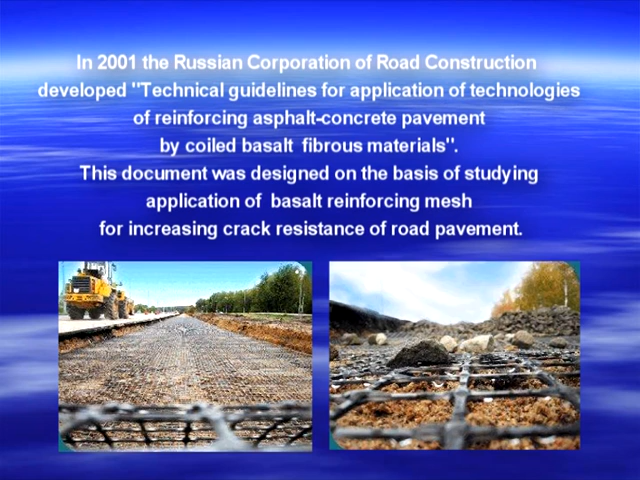 In 2001 the Russian Corporation of Road Construction
developed "Technical guidelines for application of technologies
of reinforcing asphalt-concrete pavement
by coiled basalt fibrous materials".
This document was designed on the basis of studying
application of basalt reinforcing mesh
for increasing crack resistance of road pavement.